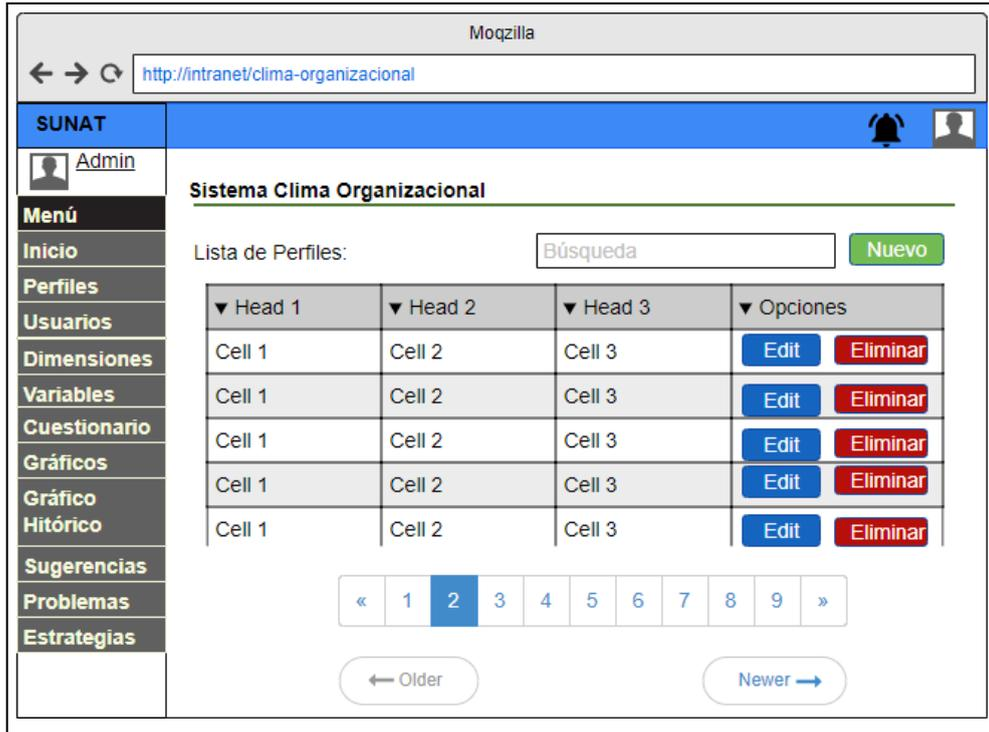 Moqzilla
http://intranet/clima-organizacional
SUNAT
Admin
Menú
Inicio
Perfiles
Usuarios
Dimensiones
Variables
Cuestionario
Gráficos
Gráfico
Hitórico
Sugerencias
Problemas
Estrategias
Sistema Clima Organizacional
Lista de Perfiles: Búsqueda Nuevo
▼ Head 1 ▼ Head 2 ▼ Head 3 ▼ Opciones
Cell 1 Cell 2 Cell 3 Edit Eliminar
Cell 1 Cell 2 Cell 3 Edit Eliminar
Cell 1 Cell 2 Cell 3 Edit Eliminar
Cell 1 Cell 2 Cell 3 Edit Eliminar
Cell 1 Cell 2 Cell 3 Edit Eliminar
« 1 2 3 4 5 6 7 8 9 »
← Older Newer →